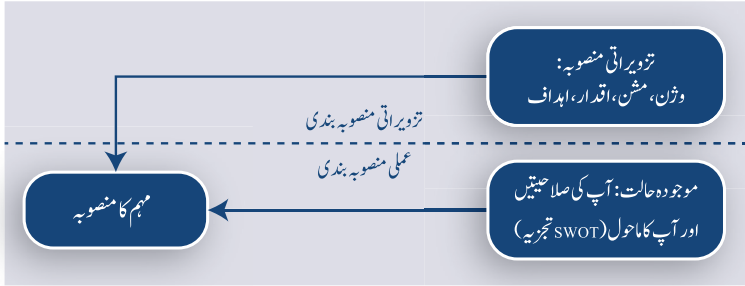 تزویراتی منصوبہ:
وژن، مشن، اقدار، اہداف
تزویراتی منصوبہ بندی
عملی منصوبہ بندی
موجودہ حالت: آپ کی صلاحیتیں
اور آپ کا ماحول (SWOT تجزیہ)
مہم کا منصوبہ